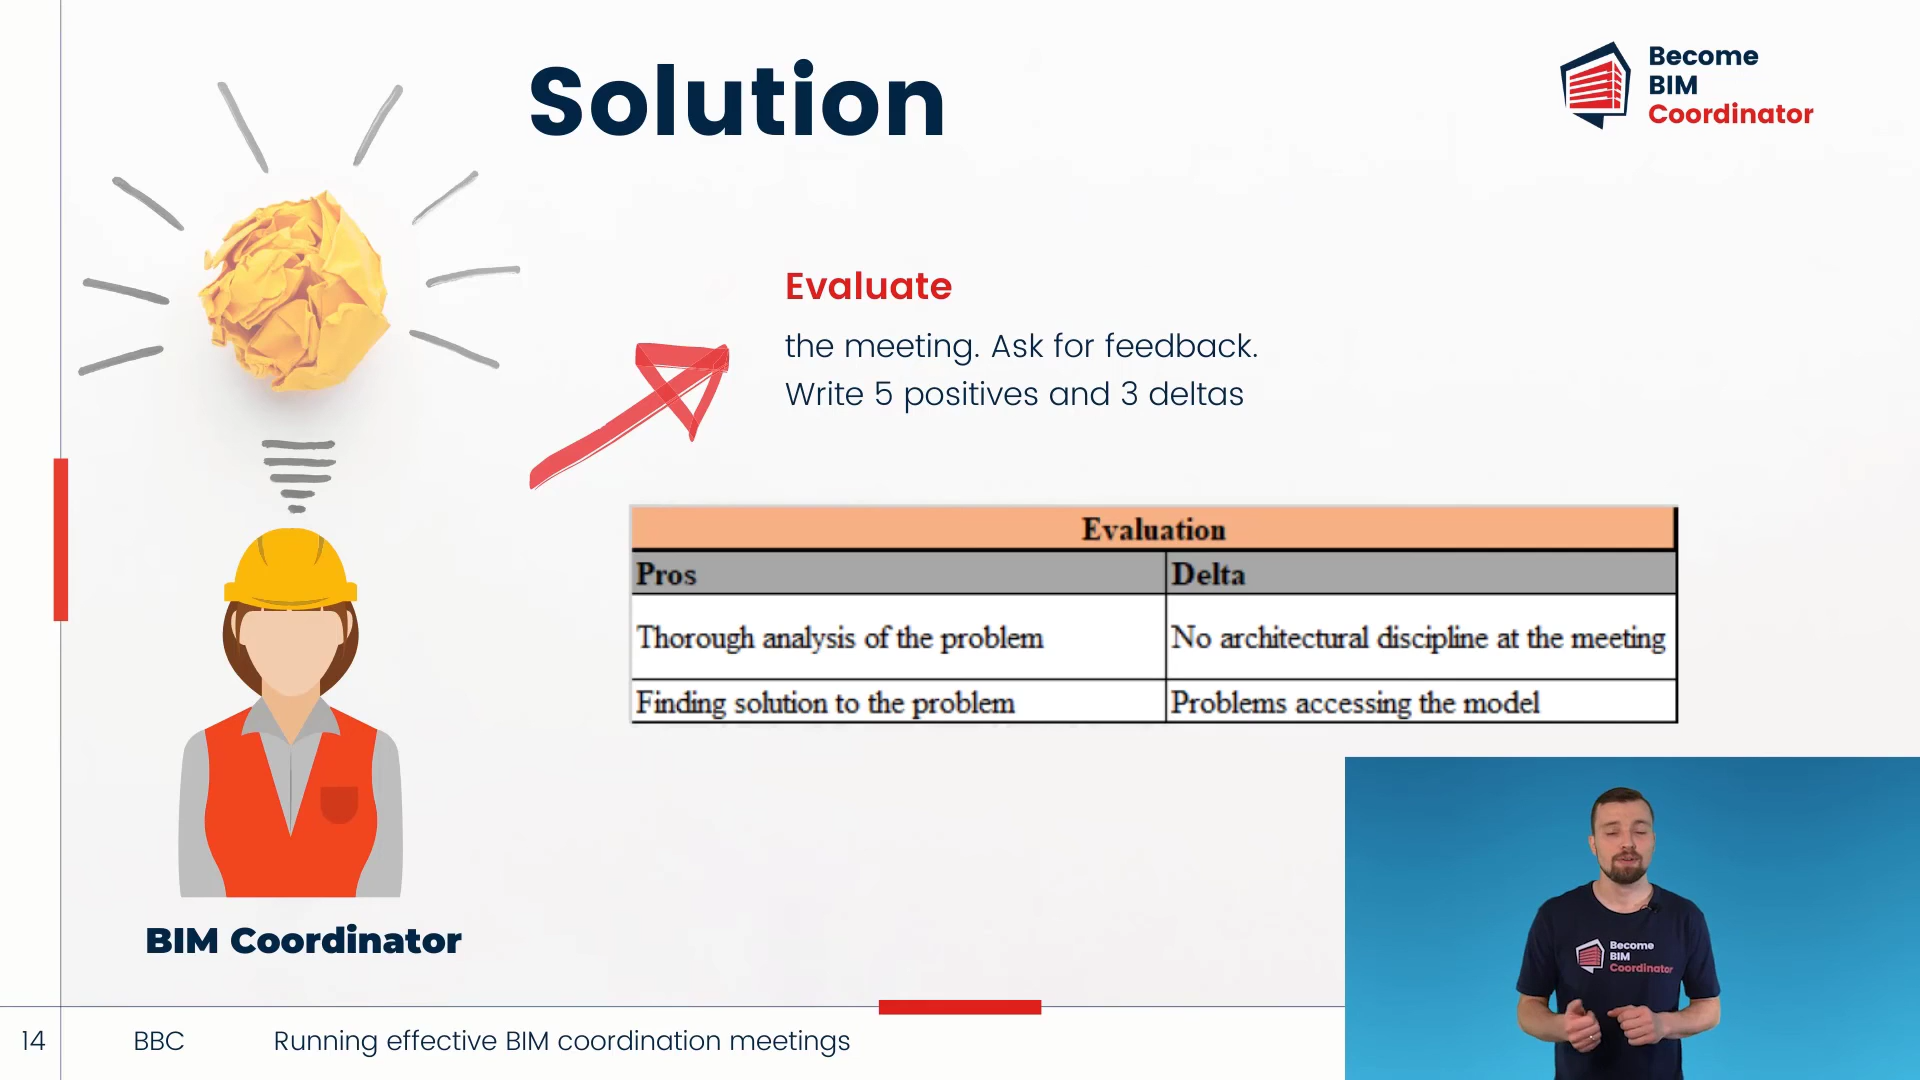 Solution
Become
BIM
Coordinator
Evaluate
the meeting. Ask for feedback.
Write 5 positives and 3 deltas
Evaluation
Pros
Delta
Thorough analysis of the problem
No architectural discipline at the meeting
Finding solution to the problem
Problems accessing the model
BIM Coordinator
Become
BIM
Coordinator
14
BBC
Running effective BIM coordination meetings